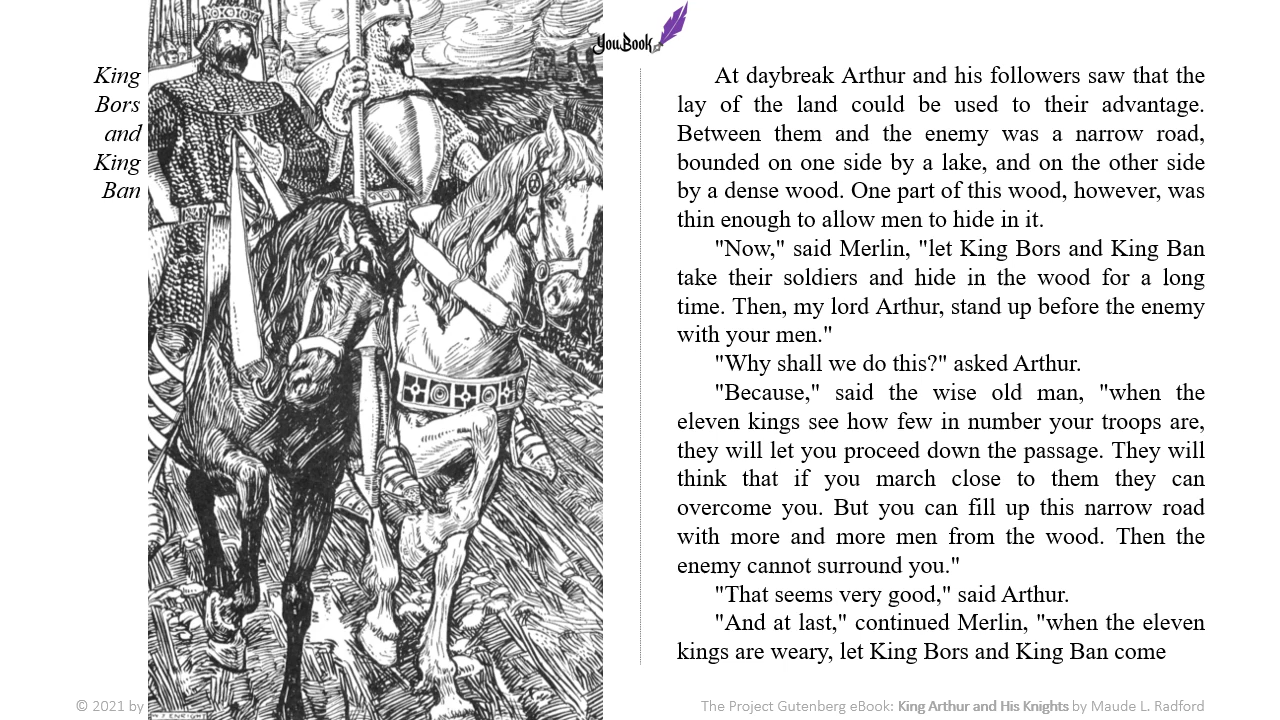 YouBook
King
Bors
and
King
Ban
At daybreak Arthur and his followers saw that the
lay of the land could be used to their advantage.
Between them and the enemy was a narrow road,
bounded on one side by a lake, and on the other side
by a dense wood. One part of this wood, however, was
thin enough to allow men to hide in it.
"Now," said Merlin, "let King Bors and King Ban
take their soldiers and hide in the wood for a long
time. Then, my lord Arthur, stand up before the enemy
with your men."
"Why shall we do this?" asked Arthur.
"Because," said the wise old man, "when the
eleven kings see how few in number your troops are,
they will let you proceed down the passage. They will
think that if you march close to them they can
overcome you. But you can fill up this narrow road
with more and more men from the wood. Then the
enemy cannot surround you."
"That seems very good," said Arthur.
"And at last," continued Merlin, "when the eleven
kings are weary, let King Bors and King Ban come
© 2021 by
W J ENRIGHT
The Project Gutenberg eBook: King Arthur and His Knights by Maude L. Radford